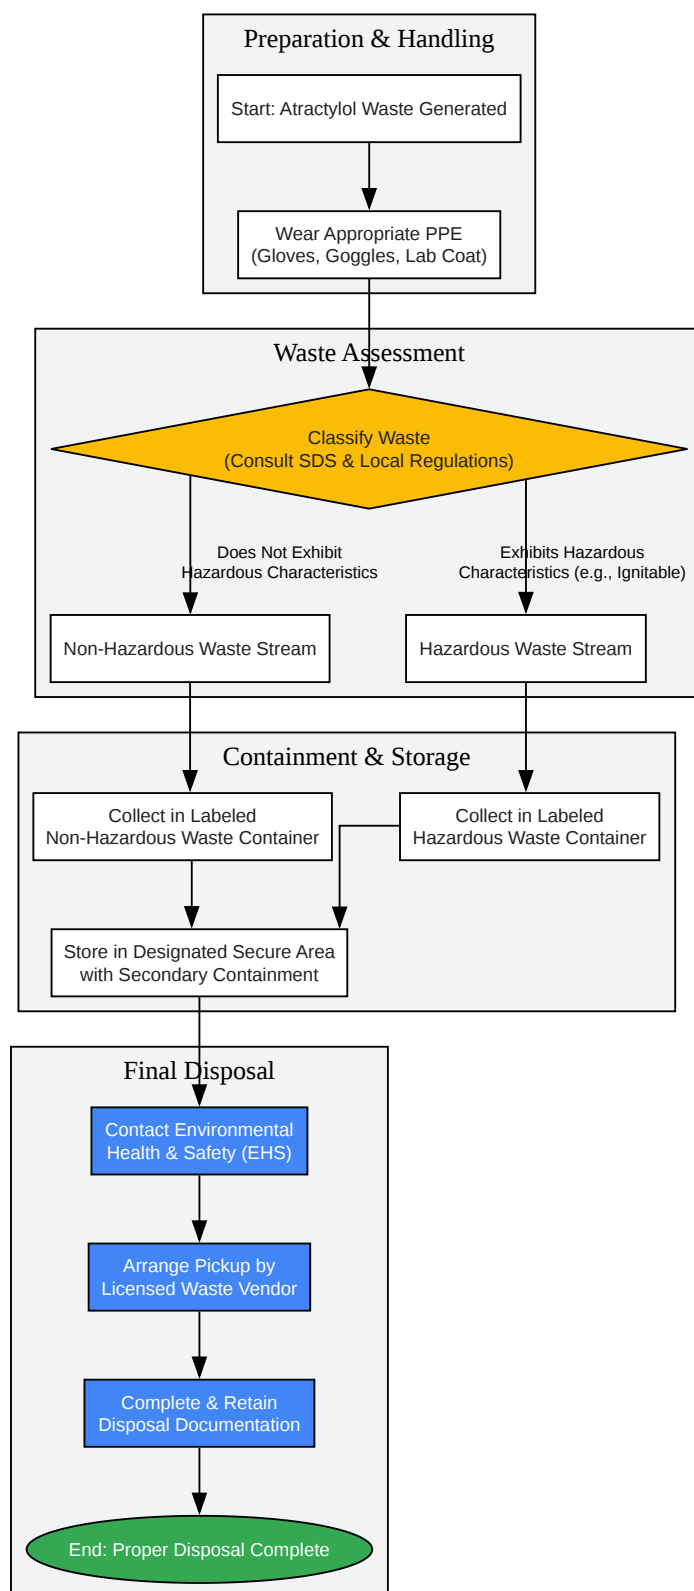 Preparation & Handling
Start: Atractylol Waste Generated
Wear Appropriate PPE
(Gloves, Goggles, Lab Coat)
Waste Assessment
Classify Waste
(Consult SDS & Local Regulations)
Does Not Exhibit
Hazardous Characteristics
Exhibits Hazardous
Characteristics (e.g., Ignitable)
Non-Hazardous Waste Stream
Hazardous Waste Stream
Containment & Storage
Collect in Labeled
Non-Hazardous Waste Container
Collect in Labeled
Hazardous Waste Container
Store in Designated Secure Area
with Secondary Containment
Final Disposal
Contact Environmental
Health & Safety (EHS)
Arrange Pickup by
Licensed Waste Vendor
Complete & Retain
Disposal Documentation
End: Proper Disposal Complete